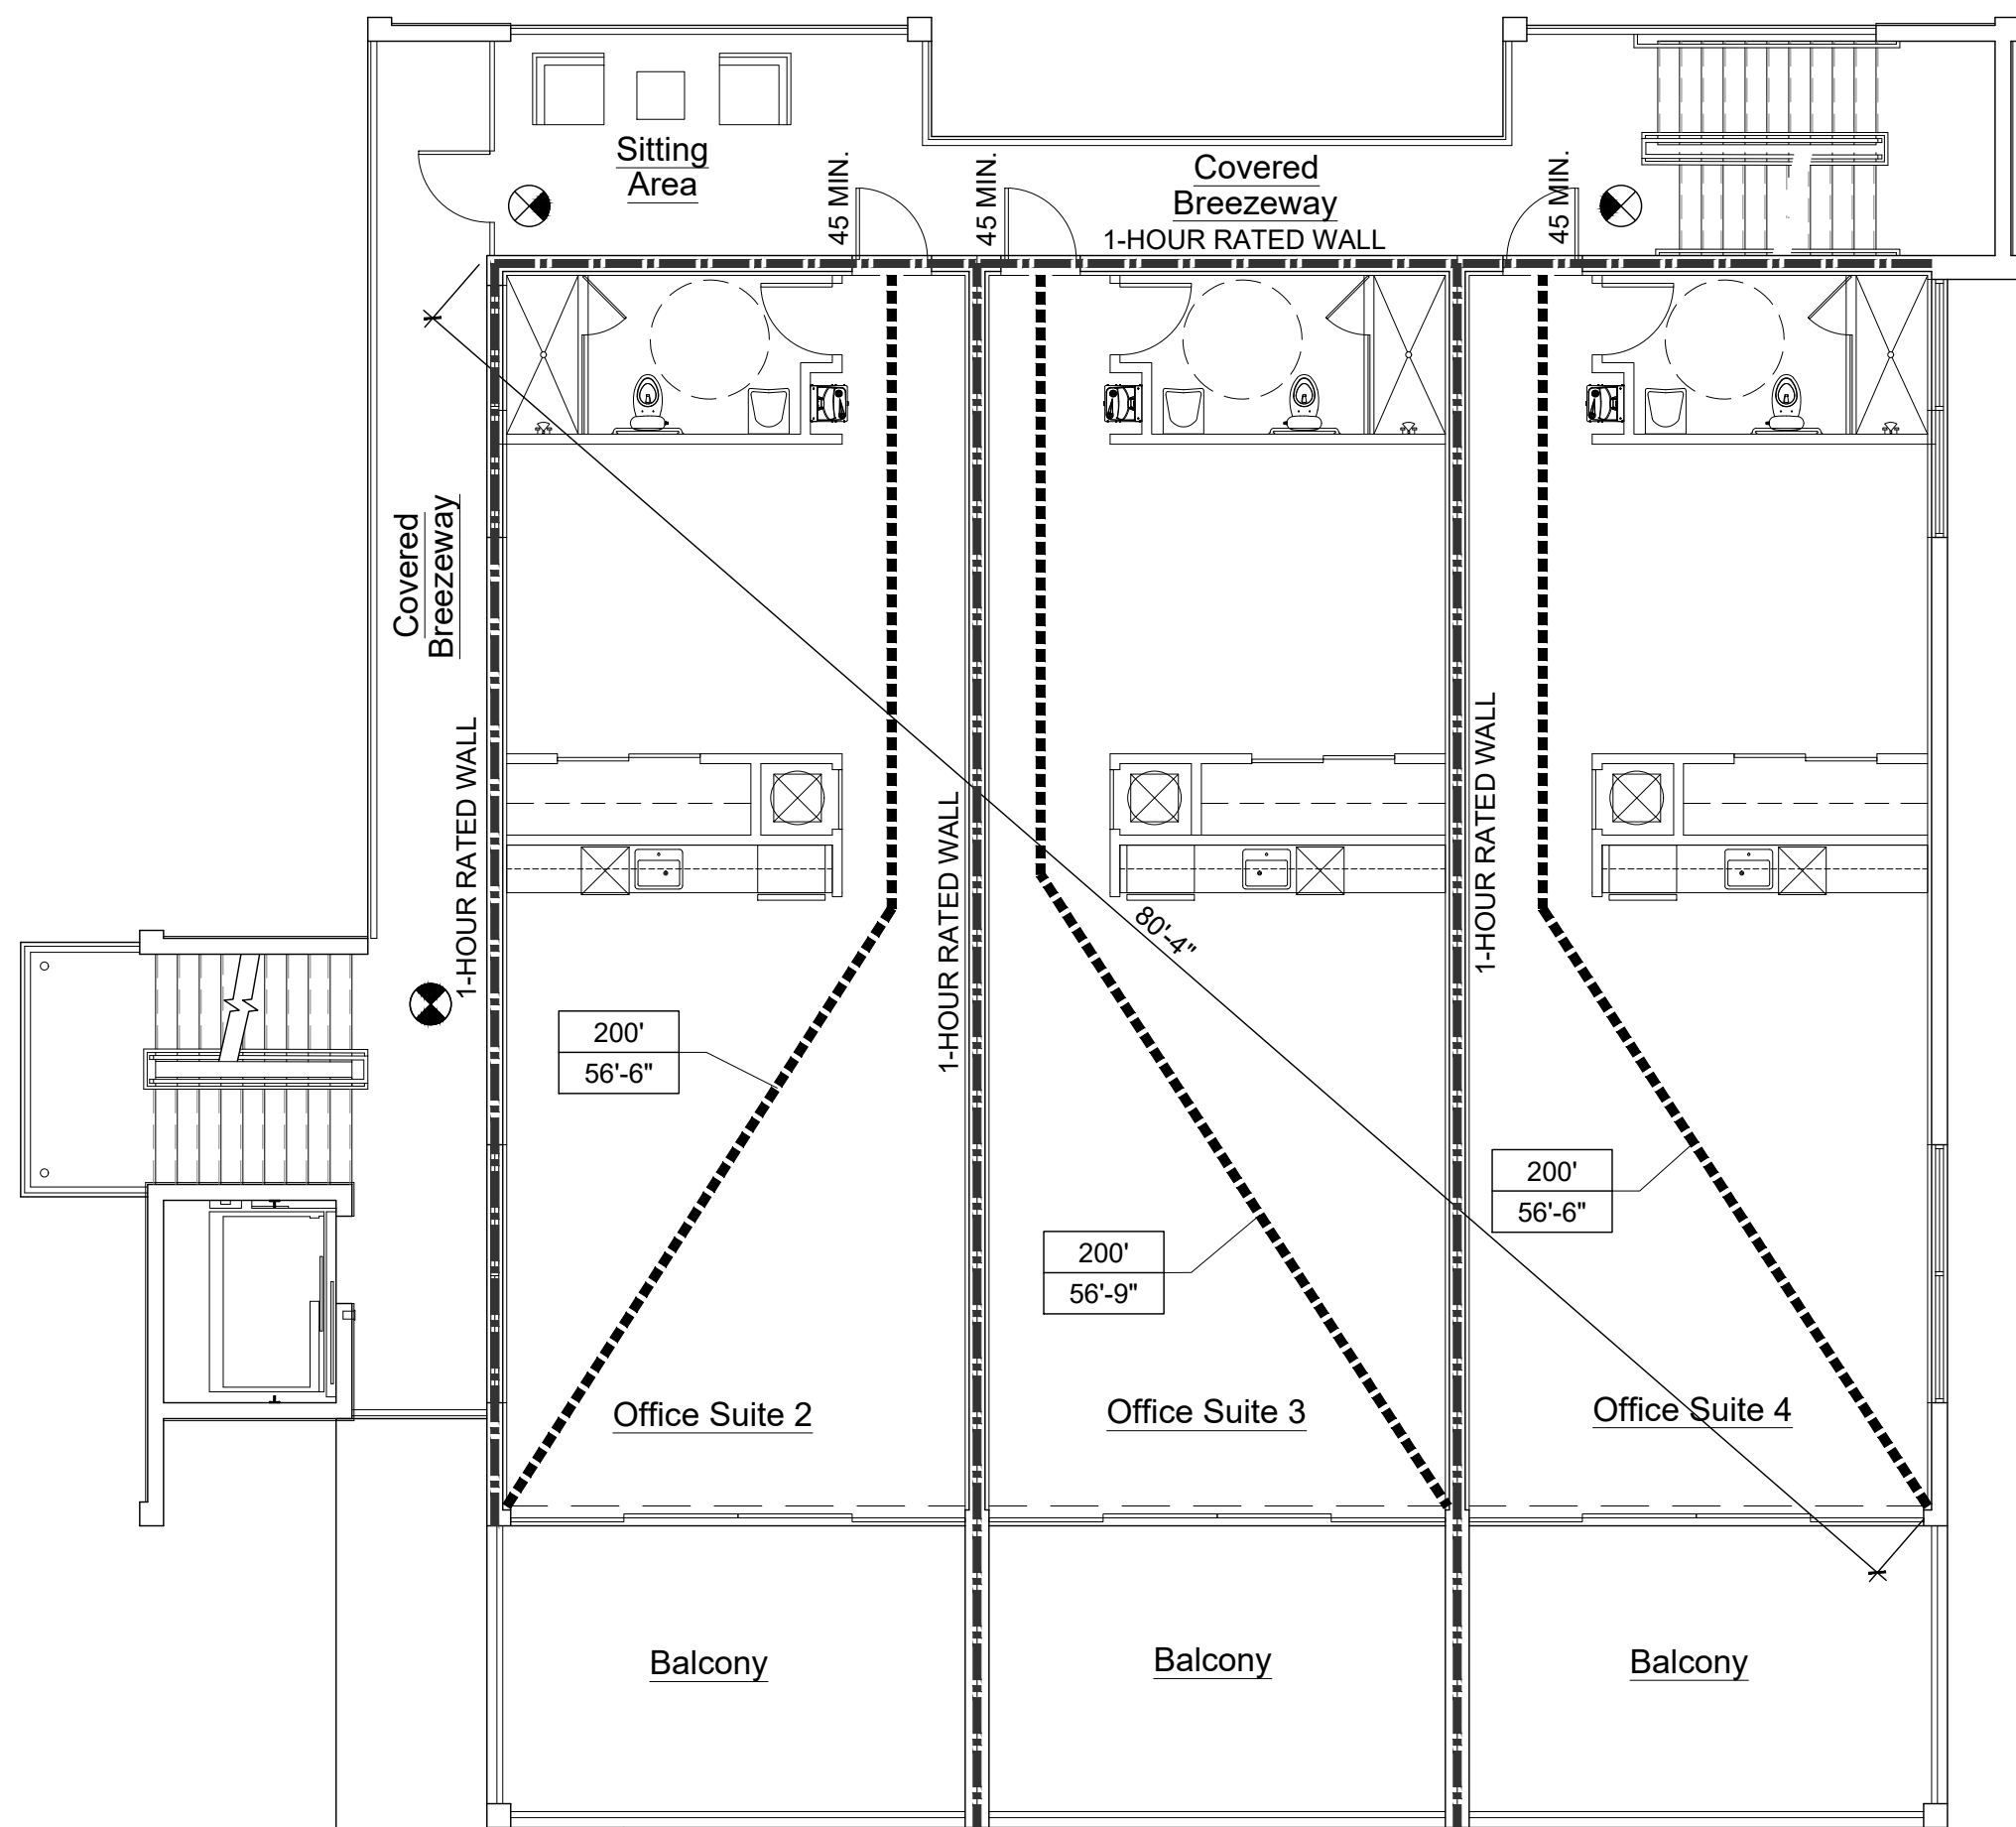 Sitting
Area
45 MIN.
45 MIN.
Covered
Breezeway
1-HOUR RATED WALL
45 MIN.
Covered
Breezeway
1-HOUR RATED WALL
1-HOUR RATED WALL
1-HOUR RATED WALL
80'-4"
200'
56'-6"
200'
56'-9"
200'
56'-6"
Office Suite 2
Office Suite 3
Office Suite 4
Balcony
Balcony
Balcony